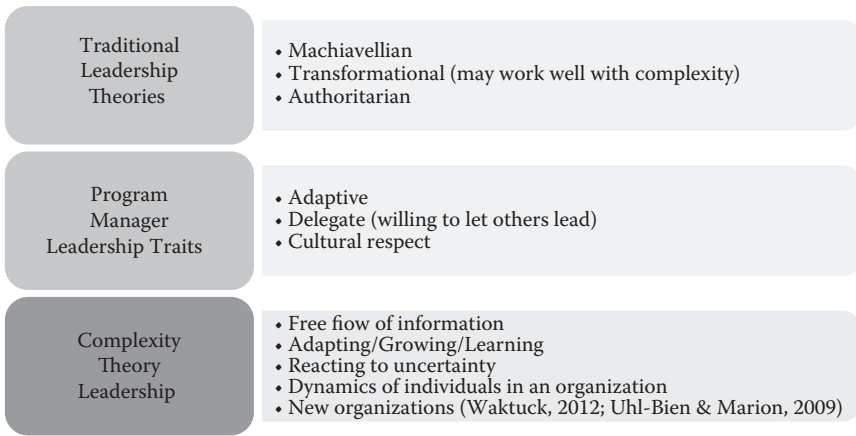 Traditional
Leadership
Theories
• Machiavellian
• Transformational (may work well with complexity)
• Authoritarian
Program
Manager
Leadership Traits
• Adaptive
• Delegate (willing to let others lead)
• Cultural respect
Complexity
Theory
Leadership
• Free fiow of information
• Adapting/Growing/Learning
• Reacting to uncertainty
• Dynamics of individuals in an organization
• New organizations (Waktuck, 2012; Uhl-Bien & Marion, 2009)